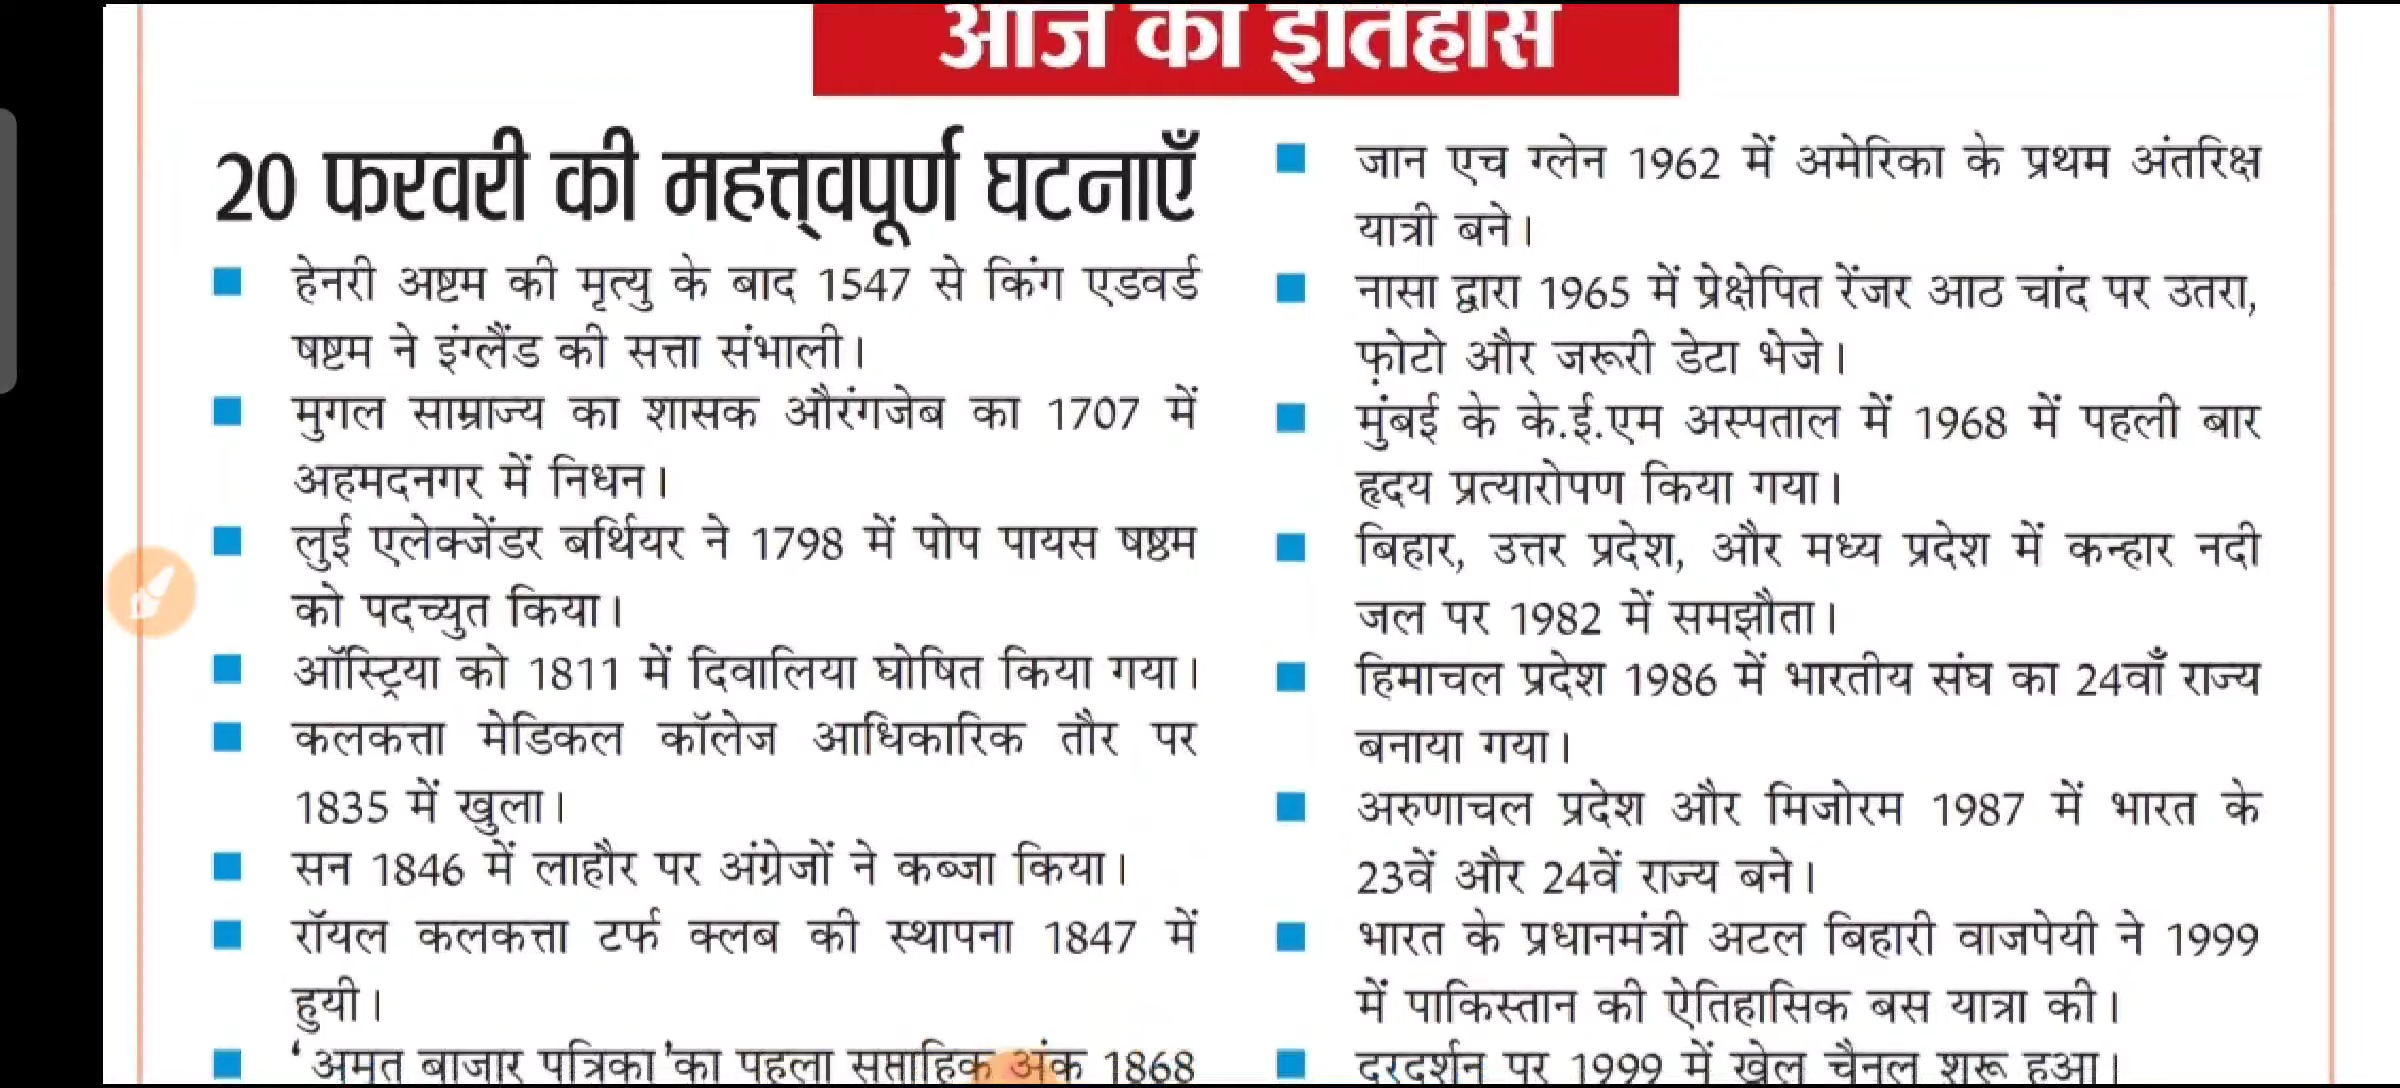 आज का इतिहास
20 फरवरी की महत्त्वपूर्ण घटनाएँ
हेनरी अष्टम की मृत्यु के बाद 1547 से किंग एडवर्ड
षष्टम ने इंग्लैंड की सत्ता संभाली।
मुगल साम्राज्य का शासक औरंगजेब का 1707 में
अहमदनगर में निधन।
लुई एलेक्जेंडर बर्थियर ने 1798 में पोप पायस षष्ठम
को पदच्युत किया।
ऑस्ट्रिया को 1811 में दिवालिया घोषित किया गया।
कलकत्ता मेडिकल कॉलेज आधिकारिक तौर पर
1835 में खुला।
सन 1846 में लाहौर पर अंग्रेजों ने कब्जा किया।
रॉयल कलकत्ता टर्फ क्लब की स्थापना 1847 में
हुयी।
‘अमृत बाजार पत्रिका’का पहला सप्ताहिक अंक 1868
जान एच ग्लेन 1962 में अमेरिका के प्रथम अंतरिक्ष
यात्री बने।
नासा द्वारा 1965 में प्रेक्षेपित रेंजर आठ चांद पर उतरा,
फ़ोटो और जरूरी डेटा भेजे।
मुंबई के के.ई.एम अस्पताल में 1968 में पहली बार
हृदय प्रत्यारोपण किया गया।
बिहार, उत्तर प्रदेश, और मध्य प्रदेश में कन्हार नदी
जल पर 1982 में समझौता।
हिमाचल प्रदेश 1986 में भारतीय संघ का 24वाँ राज्य
बनाया गया।
अरुणाचल प्रदेश और मिजोरम 1987 में भारत के
23वें और 24वें राज्य बने।
भारत के प्रधानमंत्री अटल बिहारी वाजपेयी ने 1999
में पाकिस्तान की ऐतिहासिक बस यात्रा की।
दूरदर्शन पर 1999 में खेल चैनल शुरू हुआ।